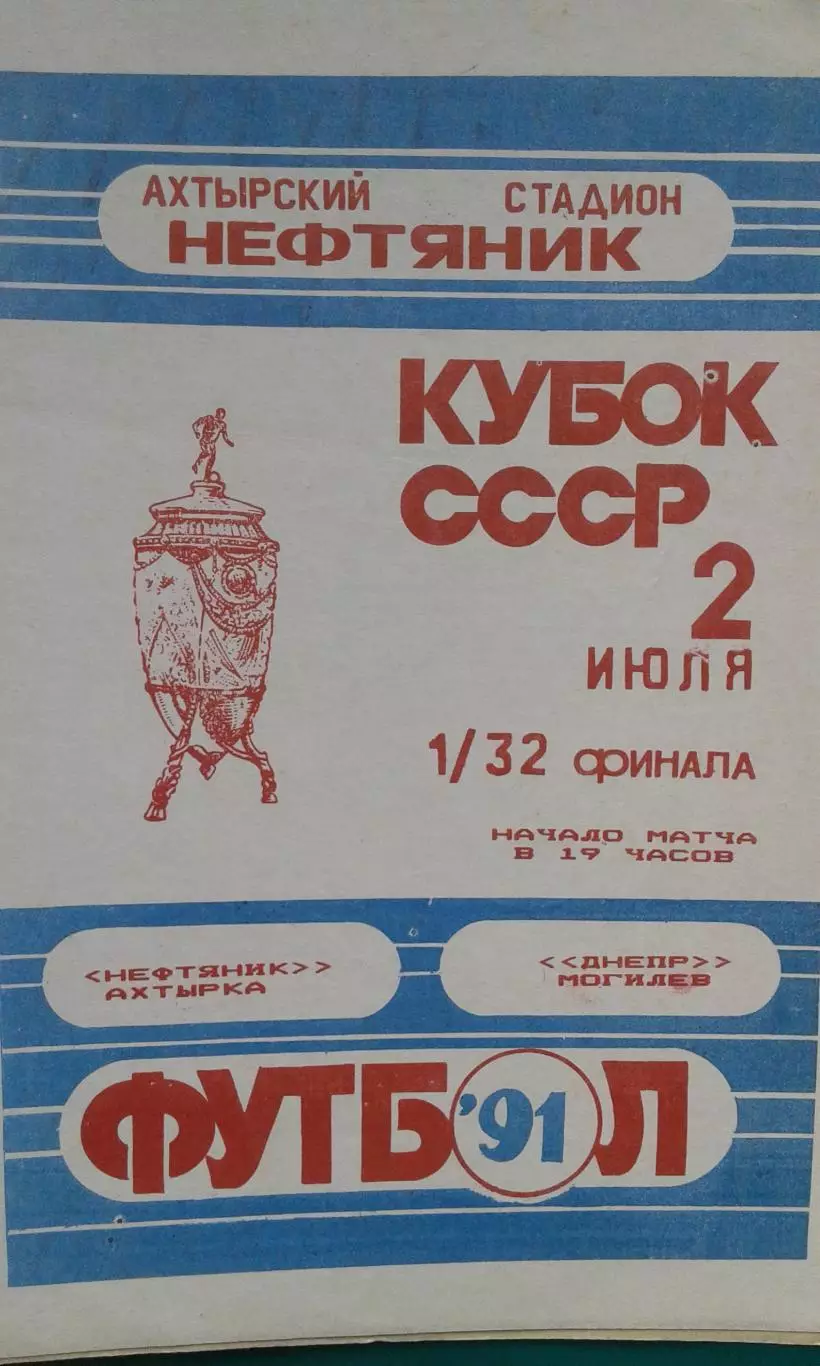 АХТЫРСКИЙ СТАДИОН
НЕФТЯНИК
КУБОК
СССР
2
ИЮЛЯ
1/32 ФИНАЛА
НАЧАЛО МАТЧА
В 19 ЧАСОВ
<НЕФТЯНИК>>
АХТЫРКА
<<ДНЕПР>>
МОГИЛЕВ
ФУТБ'91ОЛ